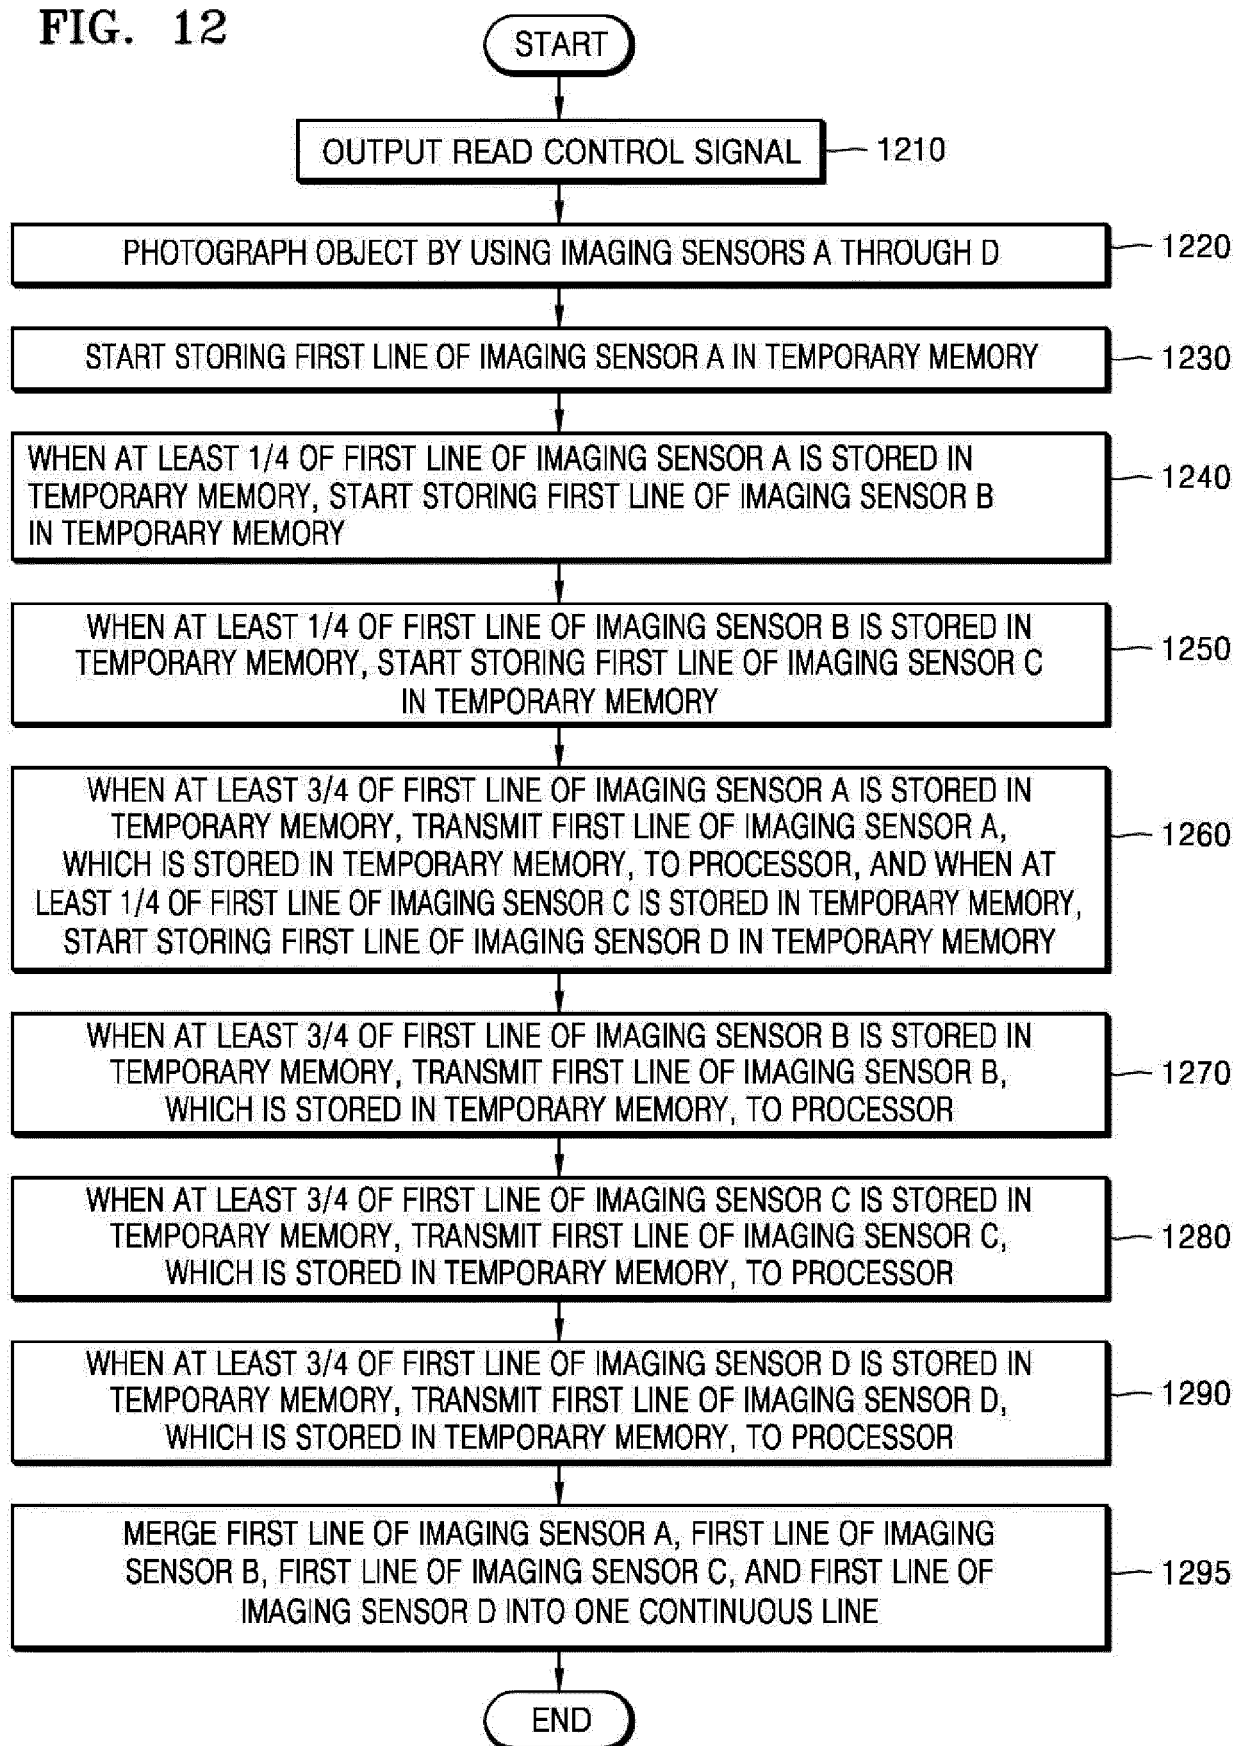 FIG. 12
START
OUTPUT READ CONTROL SIGNAL
1210
PHOTOGRAPH OBJECT BY USING IMAGING SENSORS A THROUGH D
1220
START STORING FIRST LINE OF IMAGING SENSOR A IN TEMPORARY MEMORY
1230
WHEN AT LEAST 1/4 OF FIRST LINE OF IMAGING SENSOR A IS STORED IN
TEMPORARY MEMORY, START STORING FIRST LINE OF IMAGING SENSOR B
IN TEMPORARY MEMORY
1240
WHEN AT LEAST 1/4 OF FIRST LINE OF IMAGING SENSOR B IS STORED IN
TEMPORARY MEMORY, START STORING FIRST LINE OF IMAGING SENSOR C
IN TEMPORARY MEMORY
1250
WHEN AT LEAST 3/4 OF FIRST LINE OF IMAGING SENSOR A IS STORED IN
TEMPORARY MEMORY, TRANSMIT FIRST LINE OF IMAGING SENSOR A,
WHICH IS STORED IN TEMPORARY MEMORY, TO PROCESSOR, AND WHEN AT
LEAST 1/4 OF FIRST LINE OF IMAGING SENSOR C IS STORED IN TEMPORARY MEMORY,
START STORING FIRST LINE OF IMAGING SENSOR D IN TEMPORARY MEMORY
1260
WHEN AT LEAST 3/4 OF FIRST LINE OF IMAGING SENSOR B IS STORED IN
TEMPORARY MEMORY, TRANSMIT FIRST LINE OF IMAGING SENSOR B,
WHICH IS STORED IN TEMPORARY MEMORY, TO PROCESSOR
1270
WHEN AT LEAST 3/4 OF FIRST LINE OF IMAGING SENSOR C IS STORED IN
TEMPORARY MEMORY, TRANSMIT FIRST LINE OF IMAGING SENSOR C,
WHICH IS STORED IN TEMPORARY MEMORY, TO PROCESSOR
1280
WHEN AT LEAST 3/4 OF FIRST LINE OF IMAGING SENSOR D IS STORED IN
TEMPORARY MEMORY, TRANSMIT FIRST LINE OF IMAGING SENSOR D,
WHICH IS STORED IN TEMPORARY MEMORY, TO PROCESSOR
1290
MERGE FIRST LINE OF IMAGING SENSOR A, FIRST LINE OF IMAGING
SENSOR B, FIRST LINE OF IMAGING SENSOR C, AND FIRST LINE OF
IMAGING SENSOR D INTO ONE CONTINUOUS LINE
1295
END